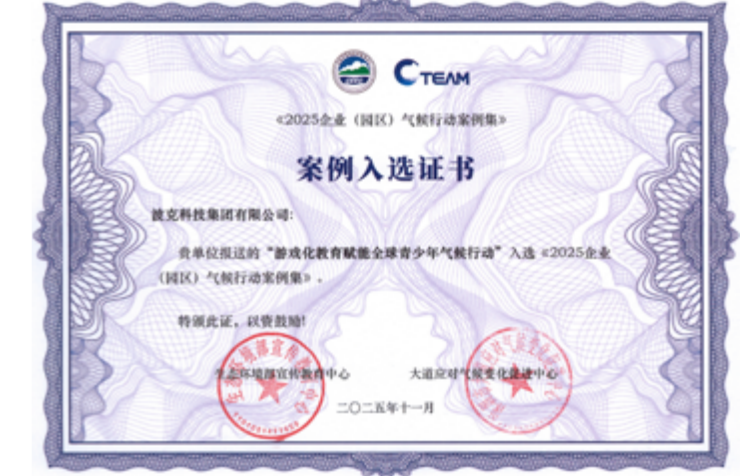 CTEAM
《2025企业（园区）气候行动案例集》
案例入选证书
波克科技集团有限公司:
贵单位报送的“游戏化教育赋能全球青少年气候行动”入选《2025企业
（园区）气候行动案例集》.
特颁此证，以资鼓励!
生态环境部宣传教育中心 大道应对气候变化促进中心
二〇二五年十一月